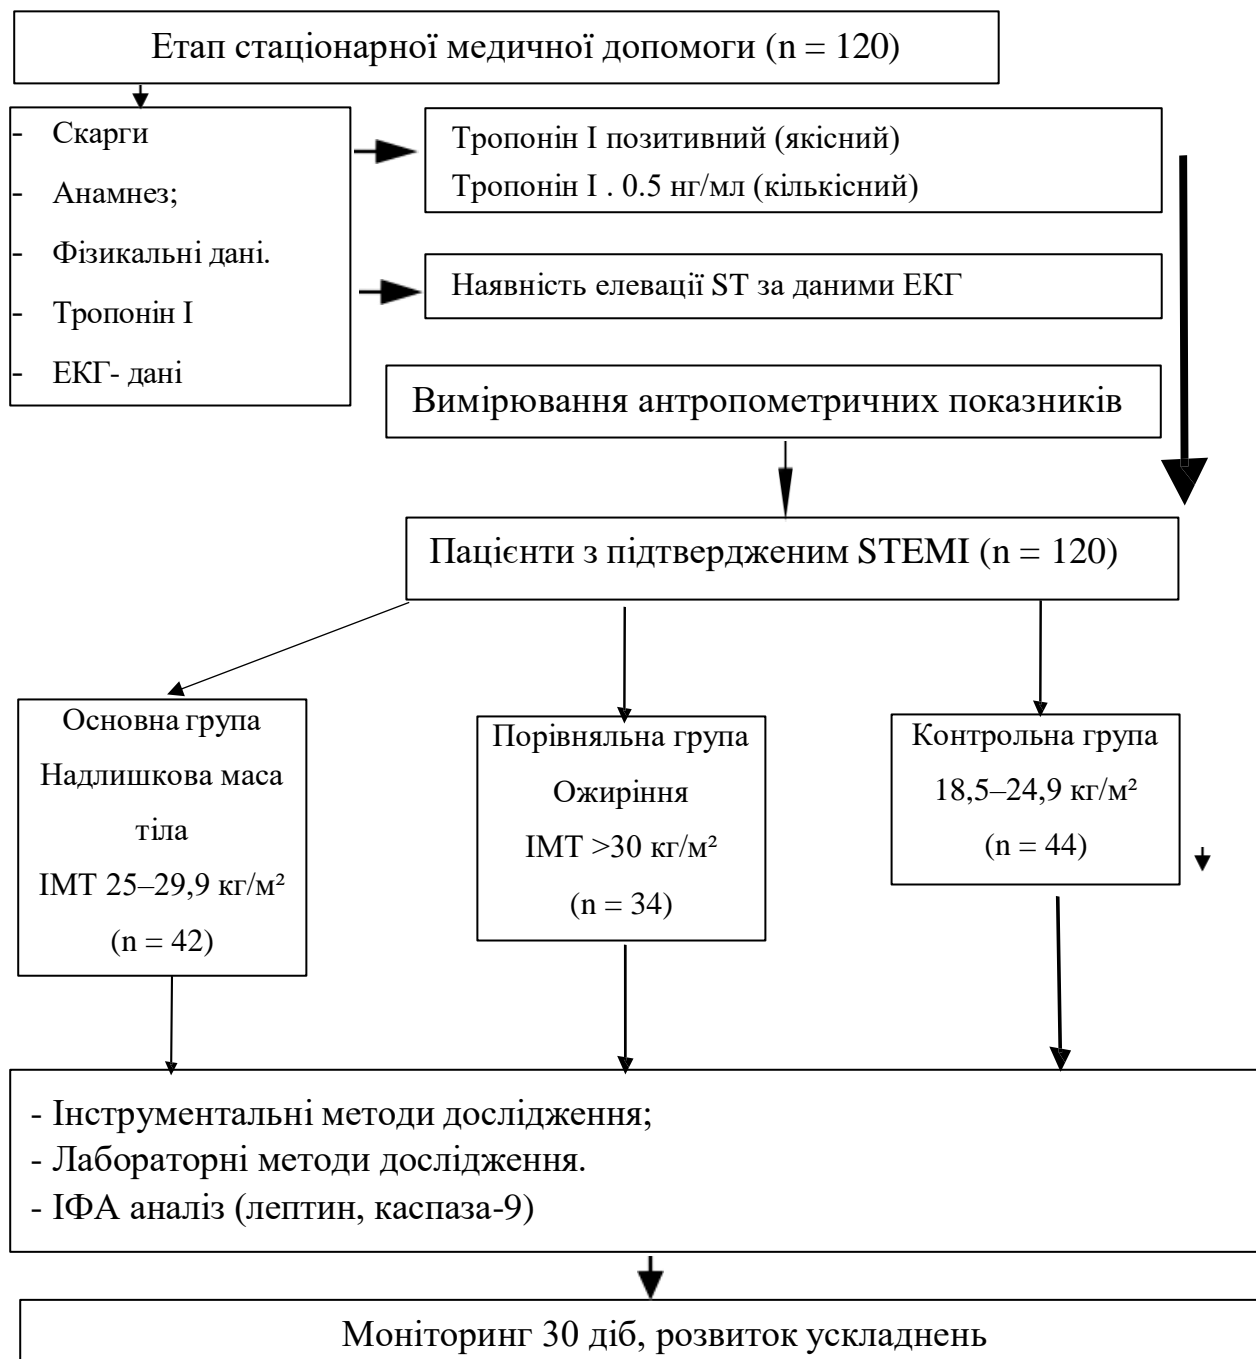 Етап стаціонарної медичної допомоги (n = 120)
- Скарги
- Анамнез;
- Фізикальні дані.
- Тропонін І
- ЕКГ- дані
Тропонін І позитивний (якісний)
Тропонін І . 0.5 нг/мл (кількісний)
Наявність елевації ST за даними ЕКГ
Вимірювання антропометричних показників
Пацієнти з підтвердженим STEMI (n = 120)
Основна група
Надлишкова маса
тіла
ІМТ 25–29,9 кг/м²
(n = 42)
Порівняльна група
Ожиріння
ІМТ >30 кг/м²
(n = 34)
Контрольна група
18,5–24,9 кг/м²
(n = 44)
- Інструментальні методи дослідження;
- Лабораторні методи дослідження.
- ІФА аналіз (лептин, каспаза-9)
Моніторинг 30 діб, розвиток ускладнень